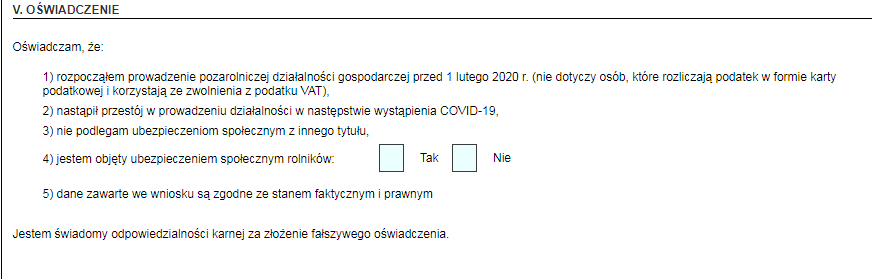 V. OŚWIADCZENIE
Oświadczam, że:
1) rozpocząłem prowadzenie pozarolniczej działalności gospodarczej przed 1 lutego 2020 r. (nie dotyczy osób, które rozliczają podatek w formie karty
podatkowej i korzystają ze zwolnienia z podatku VAT),
2) nastąpił przestój w prowadzeniu działalności w następstwie wystąpienia COVID-19,
3) nie podlegam ubezpieczeniom społecznym z innego tytułu,
4) jestem objęty ubezpieczeniem społecznym rolników: Tak Nie
5) dane zawarte we wniosku są zgodne ze stanem faktycznym i prawnym
Jestem świadomy odpowiedzialności karnej za złożenie fałszywego oświadczenia.